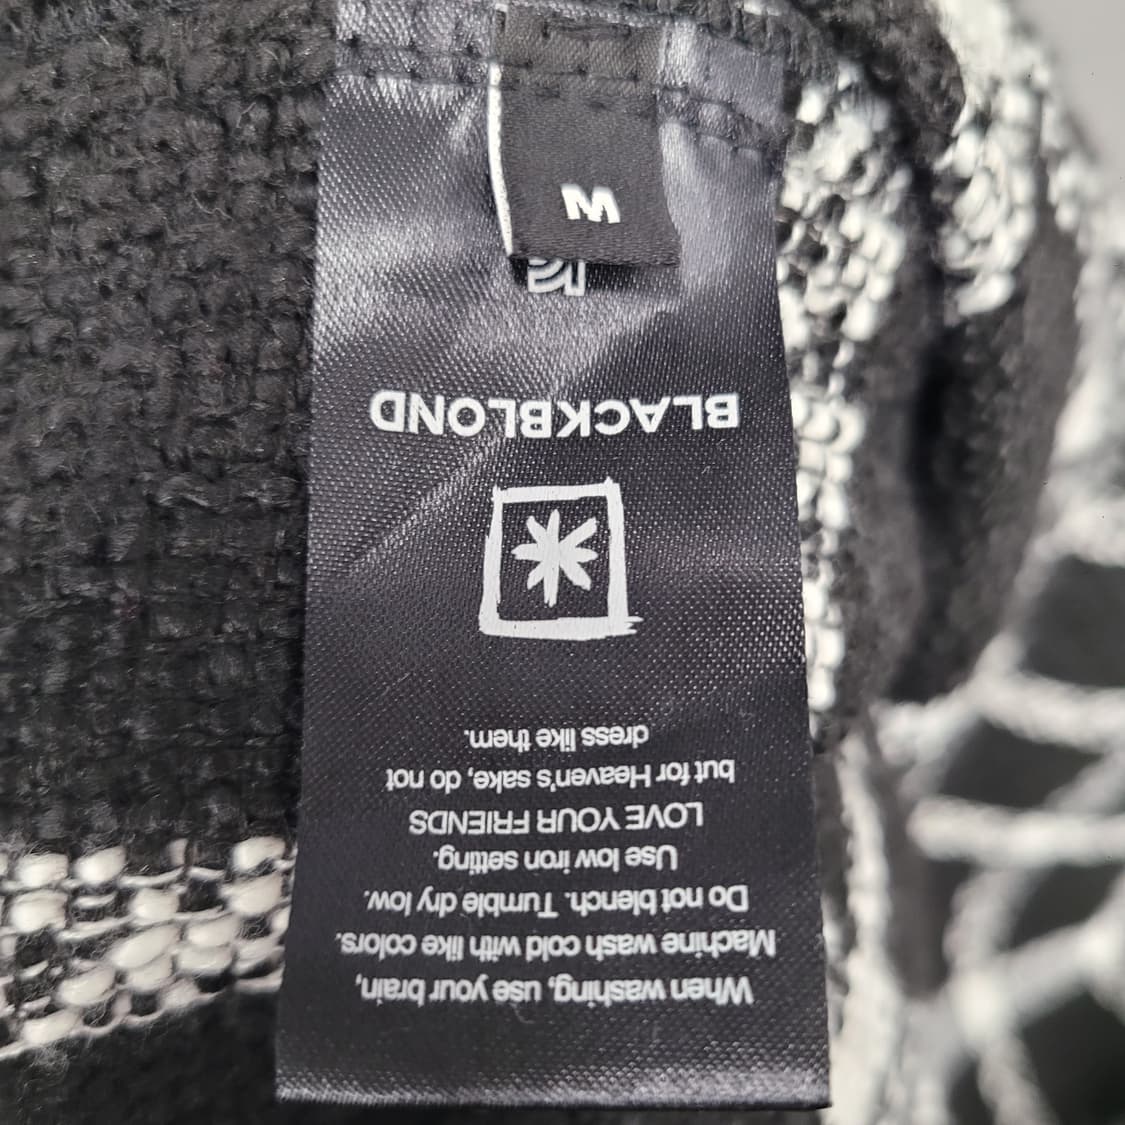 When washing, use your brain,
Machine wash cold with like colors.
Do not blench. Tumble dry low.
Use low iron setting.
LOVE YOUR FRIENDS
but for Heaven's sake, do not
dress like them.
BLACKBLOND
M